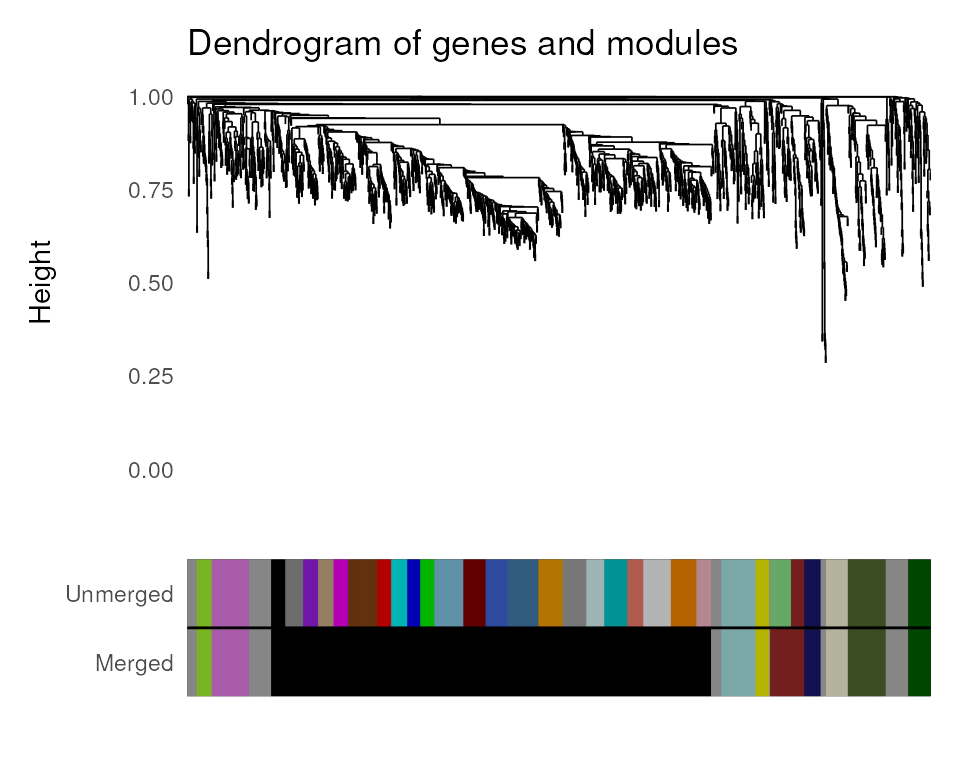 Dendrogram of genes and modules
1.00
0.75
0.50
0.25
0.00
Height
Unmerged
Merged